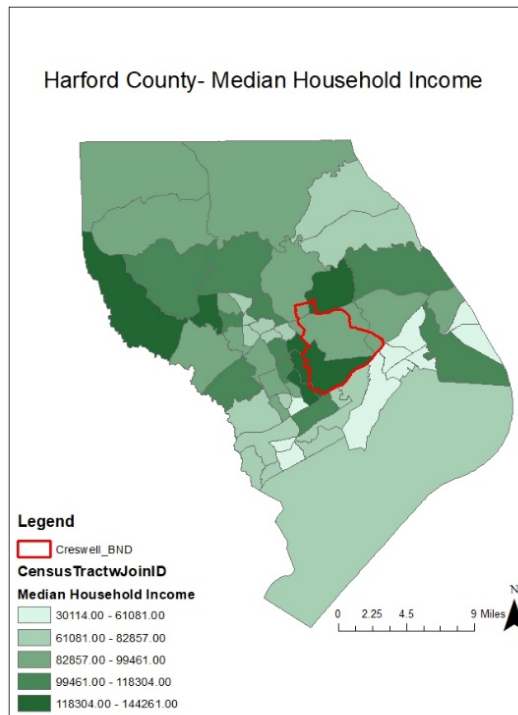 Harford County- Median Household Income
Legend
Creswell_BND
CensusTractwJoinID
Median Household Income
30114.00 - 61081.00
61081.00 - 82857.00
82857.00 - 99461.00
99461.00 - 118304.00
118304.00 - 144261.00
N
0 2.25 4.5 9 Miles